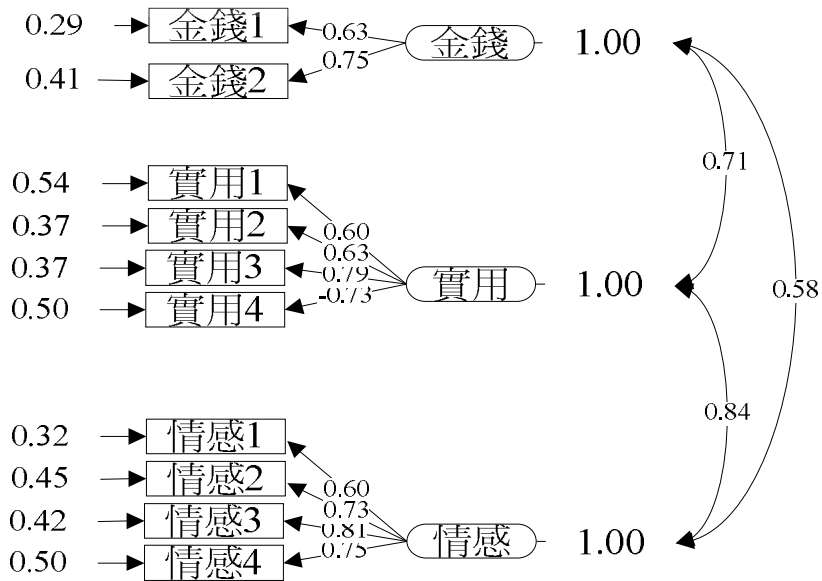 0.29 金錢1 0.63 金錢 1.00
0.41 金錢2 0.75
0.71
0.54 實用1 0.60
0.37 實用2 0.63
0.37 實用3 0.79 實用 1.00
0.50 實用4 -0.73
0.58
0.84
0.32 情感1 0.60
0.45 情感2 0.73
0.42 情感3 0.81 情感 1.00
0.50 情感4 0.75